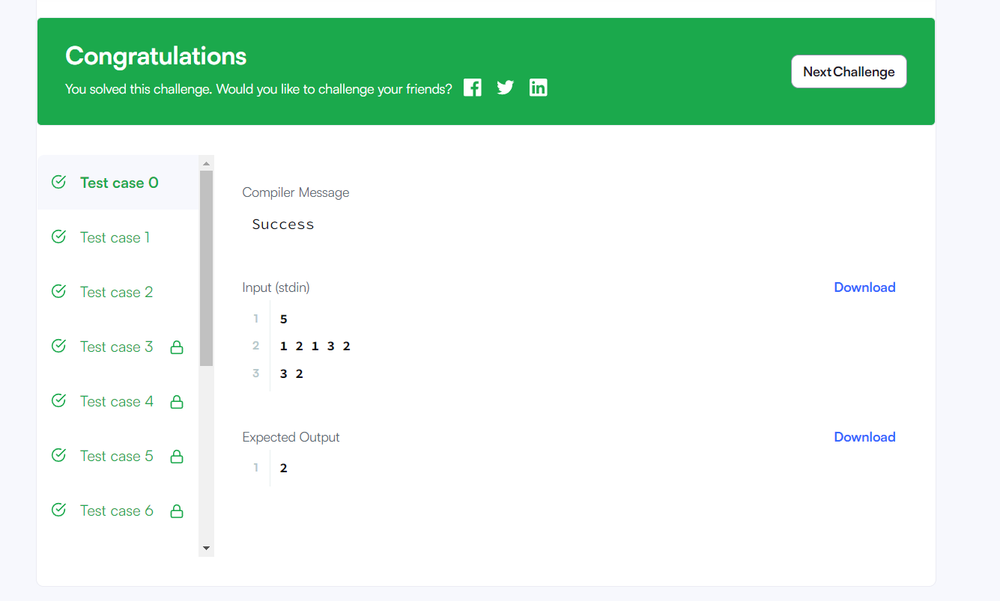 Congratulations
You solved this challenge. Would you like to challenge your friends?
Next Challenge
Test case 0
Test case 1
Test case 2
Test case 3
Test case 4
Test case 5
Test case 6
Compiler Message
Success
Input (stdin)
Download
1 5
2 1 2 1 3 2
3 3 2
Expected Output
Download
1 2